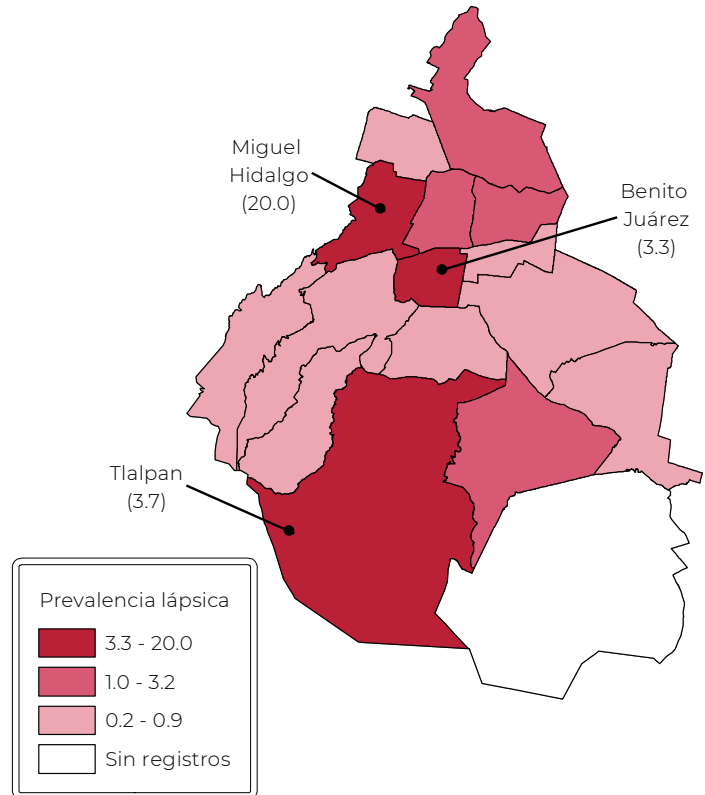 Miguel
Hidalgo
(20.0)
Benito
Juárez
(3.3)
Tlalpan
(3.7)
Prevalencia lápsica
3.3 - 20.0
1.0 - 3.2
0.2 - 0.9
Sin registros